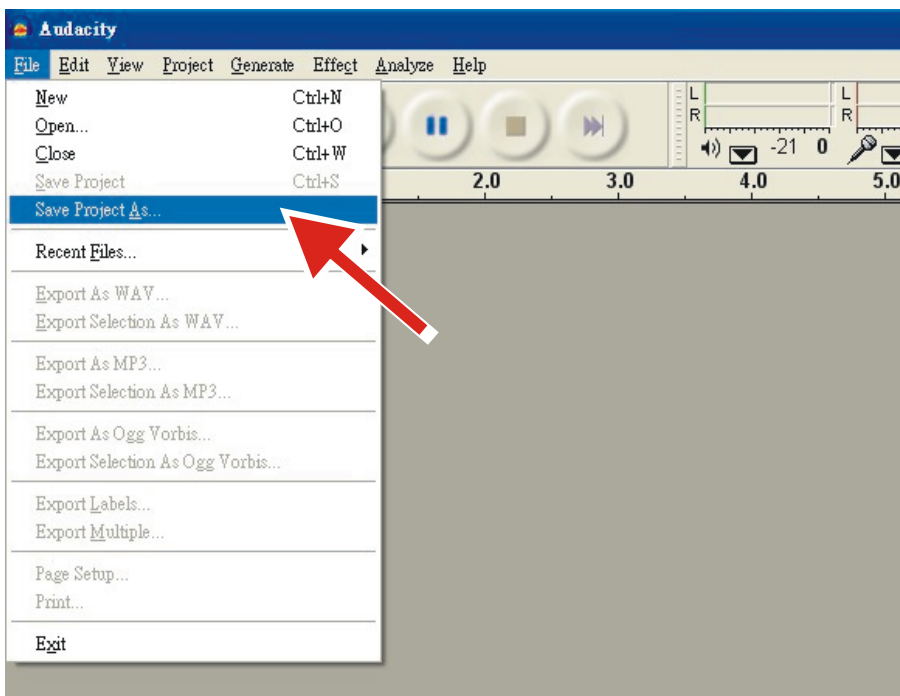 Audacity
File Edit View Project Generate Effect Analyze Help
New Ctrl+N
Open... Ctrl+O
Close Ctrl+W
Save Project Ctrl+S
Save Project As...
Recent Files...
Export As WAV...
Export Selection As WAV...
Export As MP3...
Export Selection As MP3...
Export As Ogg Vorbis...
Export Selection As Ogg Vorbis...
Export Labels...
Export Multiple...
Page Setup...
Print...
Exit
L
R
-21 0
L
R
2.0 3.0 4.0 5.0